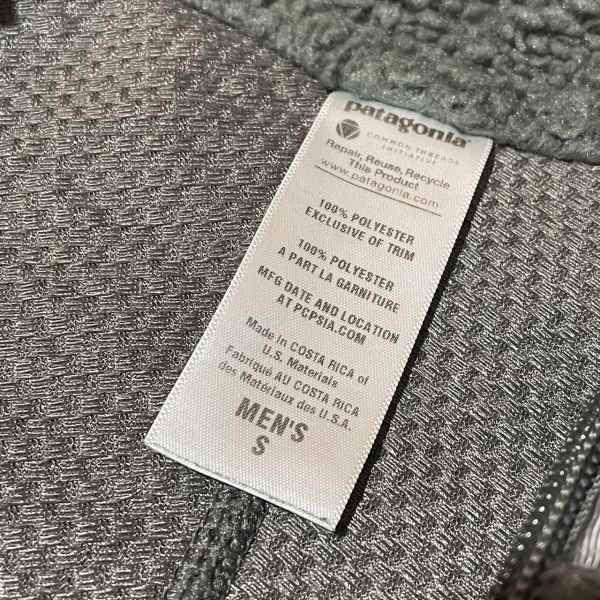 patagonia®
COMMON THREADS
INITIATIVE
Repair, Reuse, Recycle
This Product
www.patagonia.com
100% POLYESTER
EXCLUSIVE OF TRIM
100% POLYESTER
A PART LA GARNITURE
MFG DATE AND LOCATION
AT PCPSIA.COM
Made in COSTA RICA of
U.S. Materials
Fabriqué AU COSTA RICA
des Matériaux des U.S.A.
MEN'S
S